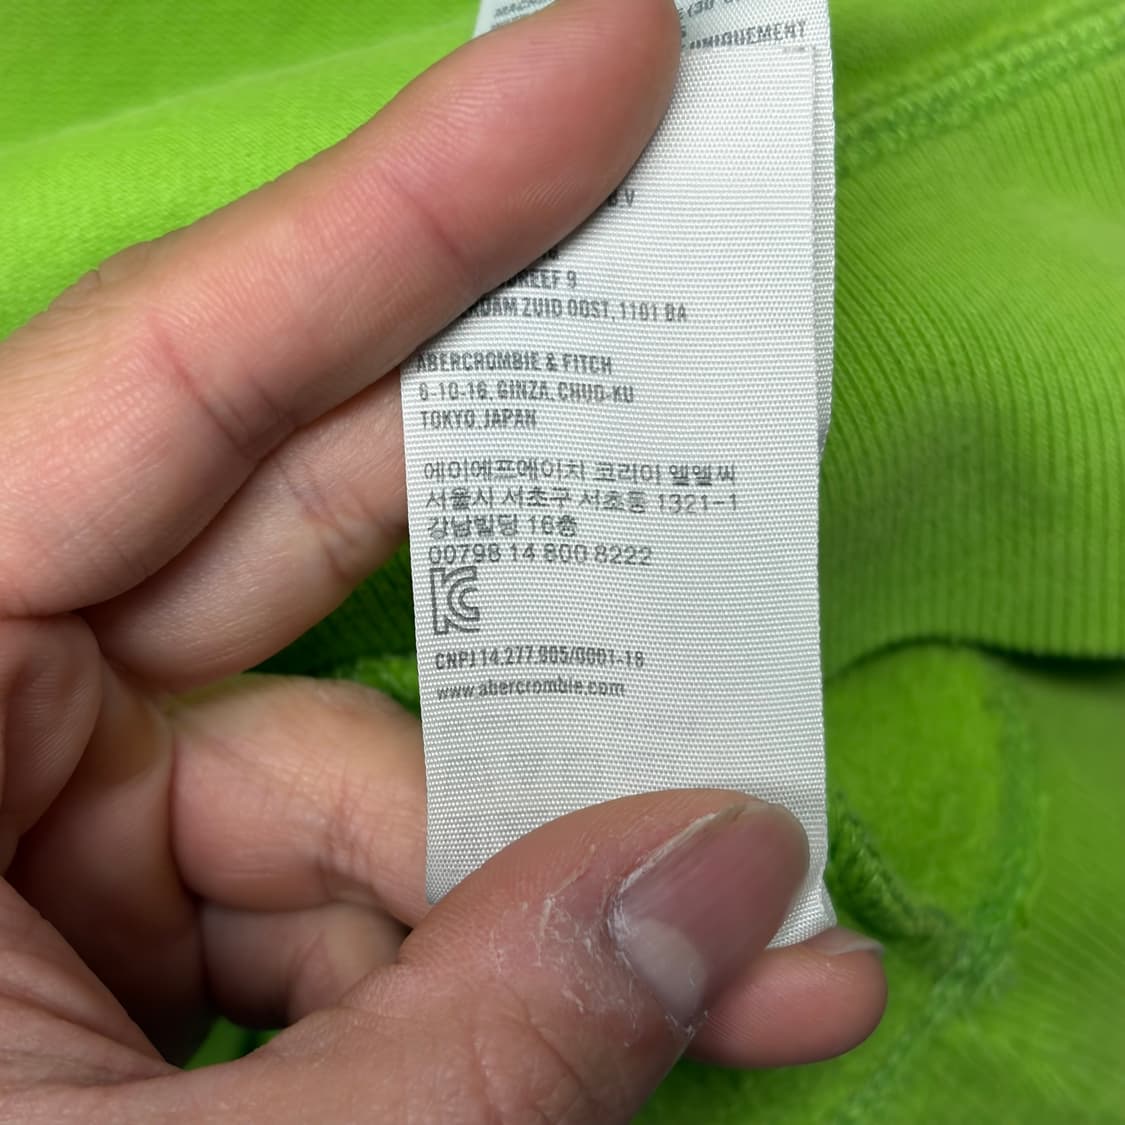 UNIQUEMENT
REEF 9
ZUID OOST, 1101 BA
ABERCROMBIE & FITCH
6-10-16, GINZA, CHUO-KU
TOKYO, JAPAN
에이에프에이치 코리아 엘엘씨
서울시 서초구 서초동 1321-1
강남빌딩 16층
00798 14 800 8222
KC
CNPJ 14.277.905/0001-18
www.abercrombie.com